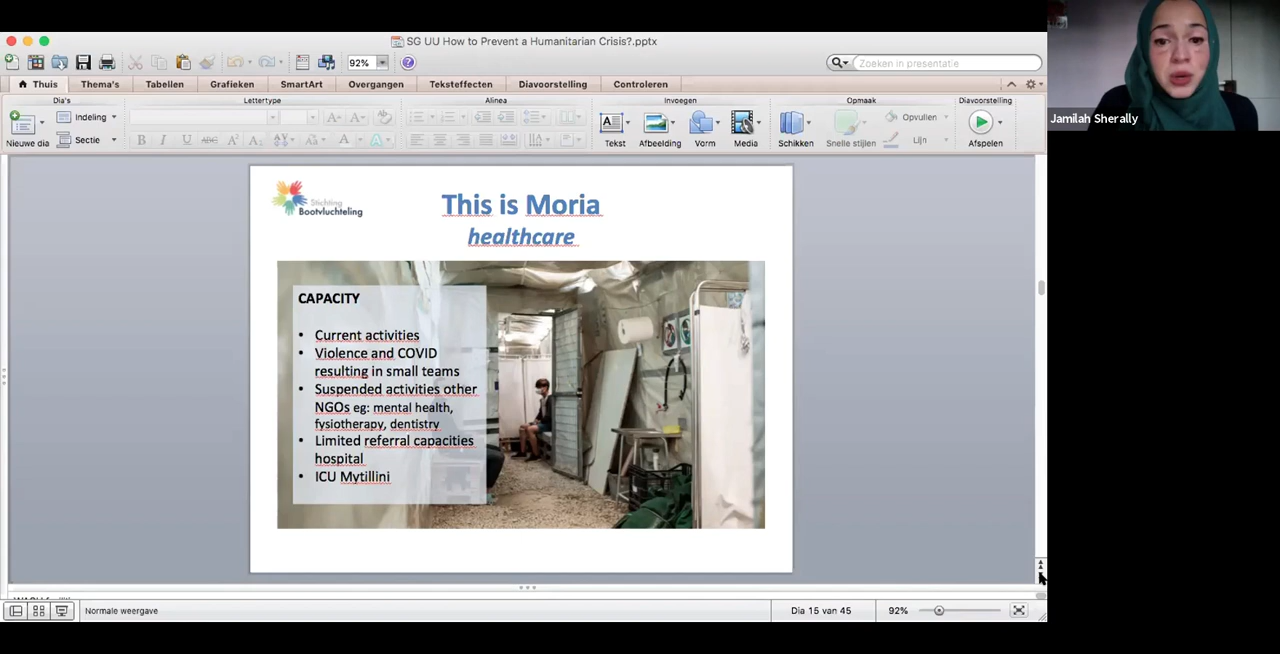 SG UU How to Prevent a Humanitarian Crisis?.pptx
92%
Zoeken in presentatie
Thuis
Thema's
Tabellen
Grafieken
SmartArt
Overgangen
Teksteffecten
Diavoorstelling
Controleren
Dia's
Lettertype
Alinea
Invoegen
Opmaak
Diavoorstelling
Nieuwe dia
Indeling
Sectie
Tekst
Afbeelding
Vorm
Media
Schikken
Snelle stijlen
Opvullen
Lijn
Afspelen
Jamilah Sherally
Stichting
Bootvluchteling
This is Moria
healthcare
CAPACITY
• Current activities
• Violence and COVID
resulting in small teams
• Suspended activities other
NGOs eg: mental health,
fysiotherapy, dentistry
• Limited referral capacities
hospital
• ICU Mytillini
Normale weergave
Dia 15 van 45
92%